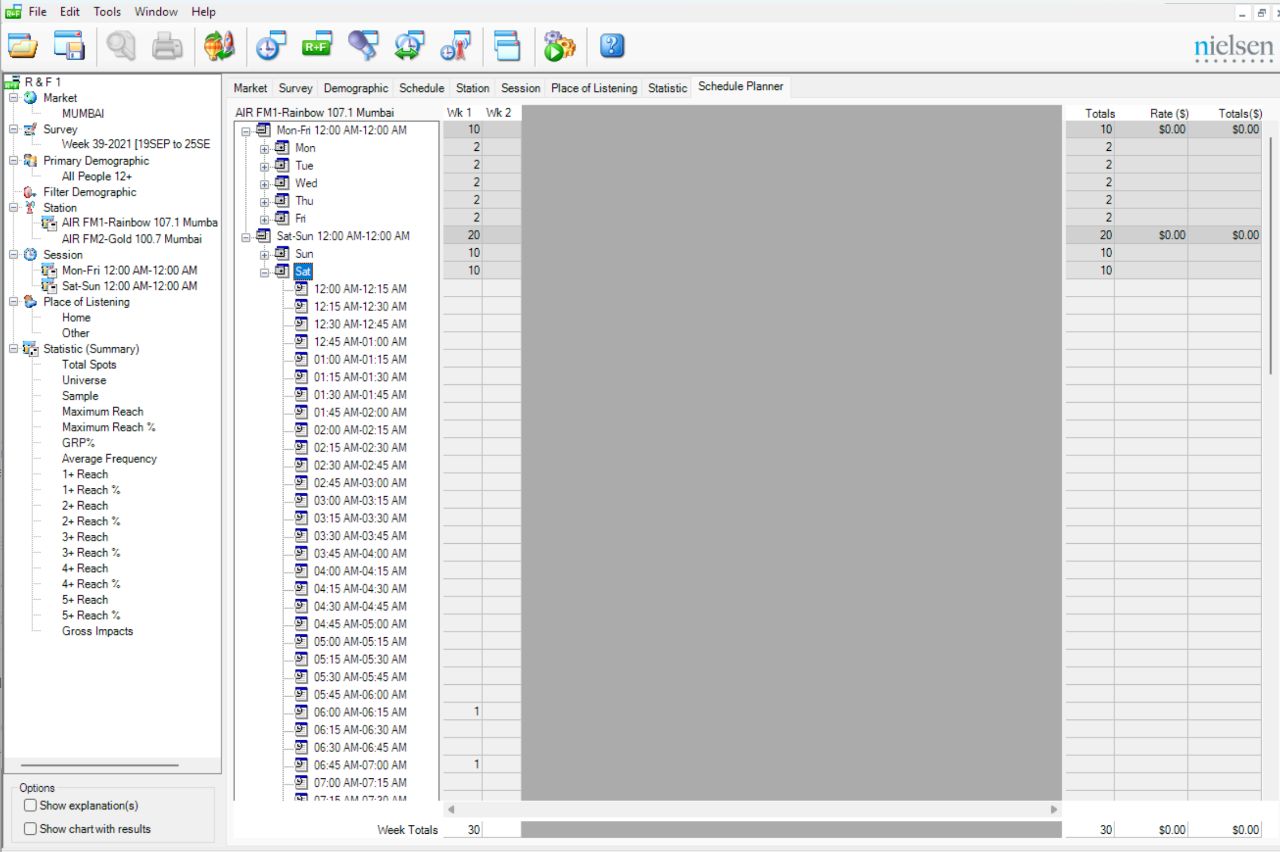 File Edit Tools Window Help
R+F
nielsen
R & F 1
Market
MUMBAI
Survey
Week 39-2021 [19SEP to 25SE
Primary Demographic
All People 12+
Filter Demographic
Station
AIR FM1-Rainbow 107.1 Mumba
AIR FM2-Gold 100.7 Mumbai
Session
Mon-Fri 12:00 AM-12:00 AM
Sat-Sun 12:00 AM-12:00 AM
Place of Listening
Home
Other
Statistic (Summary)
Total Spots
Universe
Sample
Maximum Reach
Maximum Reach %
GRP%
Average Frequency
1+ Reach
1+ Reach %
2+ Reach
2+ Reach %
3+ Reach
3+ Reach %
4+ Reach
4+ Reach %
5+ Reach
5+ Reach %
Gross Impacts
Options
Show explanation(s)
Show chart with results
Market Survey Demographic Schedule Station Session Place of Listening Statistic Schedule Planner
AIR FM1-Rainbow 107.1 Mumbai Wk 1 Wk 2 Totals Rate ($) Totals($)
Mon-Fri 12:00 AM-12:00 AM 10 10 $0.00 $0.00
Mon 2 2
Tue 2 2
Wed 2 2
Thu 2 2
Fri 2 2
Sat-Sun 12:00 AM-12:00 AM 20 20 $0.00 $0.00
Sun 10 10
Sat 10 10
12:00 AM-12:15 AM
12:15 AM-12:30 AM
12:30 AM-12:45 AM
12:45 AM-01:00 AM
01:00 AM-01:15 AM
01:15 AM-01:30 AM
01:30 AM-01:45 AM
01:45 AM-02:00 AM
02:00 AM-02:15 AM
02:15 AM-02:30 AM
02:30 AM-02:45 AM
02:45 AM-03:00 AM
03:00 AM-03:15 AM
03:15 AM-03:30 AM
03:30 AM-03:45 AM
03:45 AM-04:00 AM
04:00 AM-04:15 AM
04:15 AM-04:30 AM
04:30 AM-04:45 AM
04:45 AM-05:00 AM
05:00 AM-05:15 AM
05:15 AM-05:30 AM
05:30 AM-05:45 AM
05:45 AM-06:00 AM
06:00 AM-06:15 AM 1
06:15 AM-06:30 AM
06:30 AM-06:45 AM
06:45 AM-07:00 AM 1
07:00 AM-07:15 AM
07:15 AM-07:30 AM
Week Totals 30 30 $0.00 $0.00